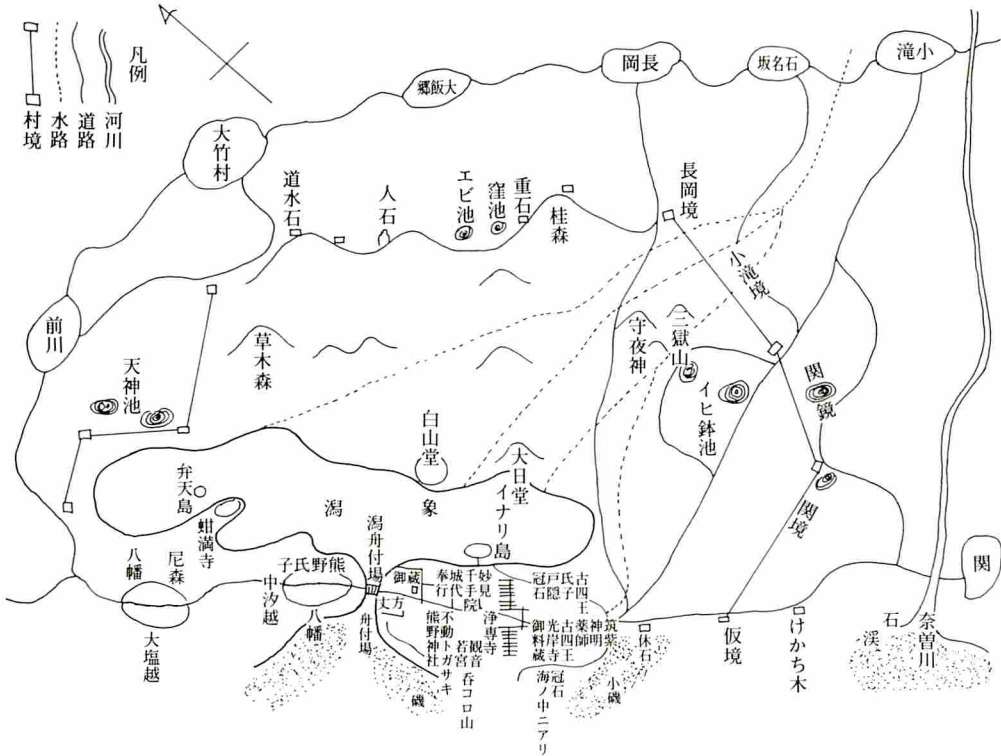 凡例
河川
道路
水路
村境
小滝
石名坂
長岡
大飯郷
大竹村
前川
長岡境
小滝境
桂森
重石
窪池
エビ池
人石
道水石
三獄山
守夜神
イヒ鉢池
関鏡
関境
草木森
天神池
白山堂
大日堂
イナリ島
象潟
弁天島
蚶満寺
潟舟付場
熊野氏子
八幡
中汐越
尼森
八幡
大塩越
舟付場
御蔵
丈方
妙見
千手院
城代
奉行
浄専寺
不動トガサキ
熊野神社
観音
若宮
呑コロ山
磯
古四王
氏子
戸隠
冠石
筑紫
神明
薬師
古四王
光岸寺
御料蔵
冠石
海ノ中ニアリ
小磯
休石
仮境
けかち木
関
奈曽川
石渓